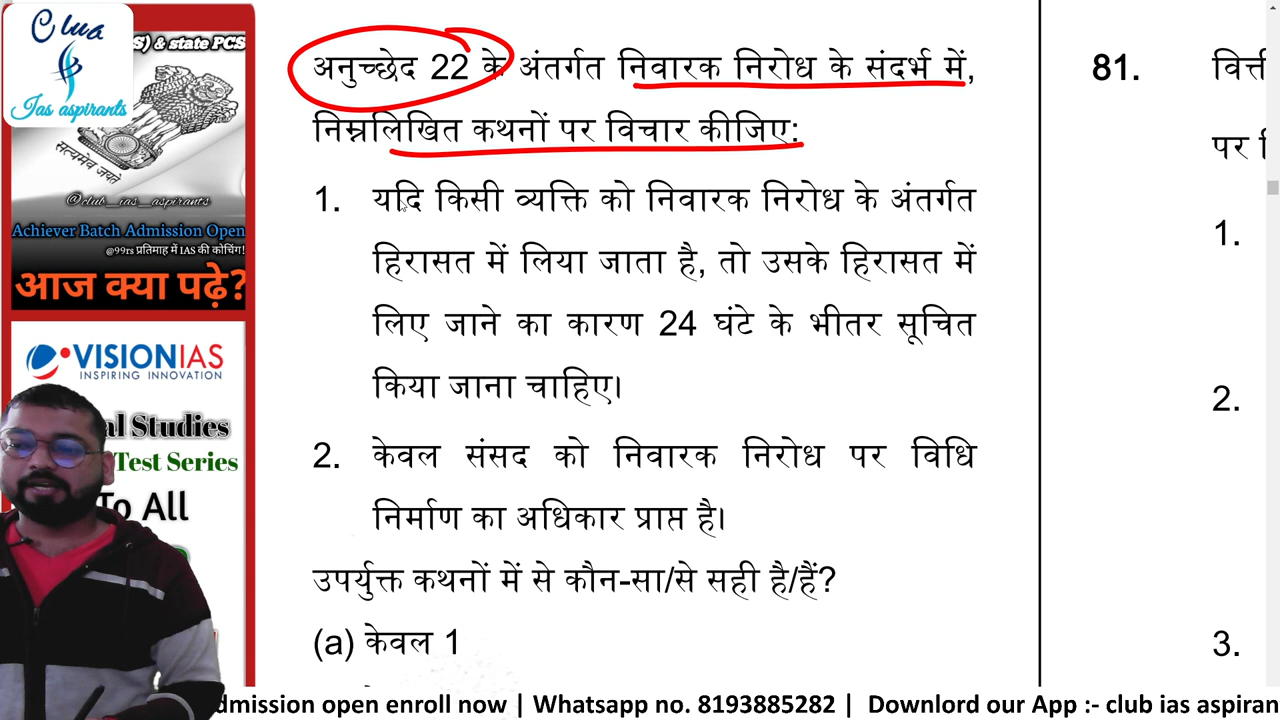 Club
Ias aspirants
S) & state PCS
सत्यमेव जयते
@club_ias_aspirants
Achiever Batch Admission Open
@99rs प्रतिमाह में IAS की कोचिंग!
आज क्या पढ़े?
VISIONIAS
INSPIRING INNOVATION
al Studies
Test Series
To All
अनुच्छेद 22 के अंतर्गत निवारक निरोध के संदर्भ में,
निम्नलिखित कथनों पर विचार कीजिए:
1. यदि किसी व्यक्ति को निवारक निरोध के अंतर्गत
हिरासत में लिया जाता है, तो उसके हिरासत में
लिए जाने का कारण 24 घंटे के भीतर सूचित
किया जाना चाहिए।
2. केवल संसद को निवारक निरोध पर विधि
निर्माण का अधिकार प्राप्त है।
उपर्युक्त कथनों में से कौन-सा/से सही है/हैं?
(a) केवल 1
81. वित्ती
पर
1.
2.
3.
dmission open enroll now | Whatsapp no. 8193885282 | Downlord our App :- club ias aspiran